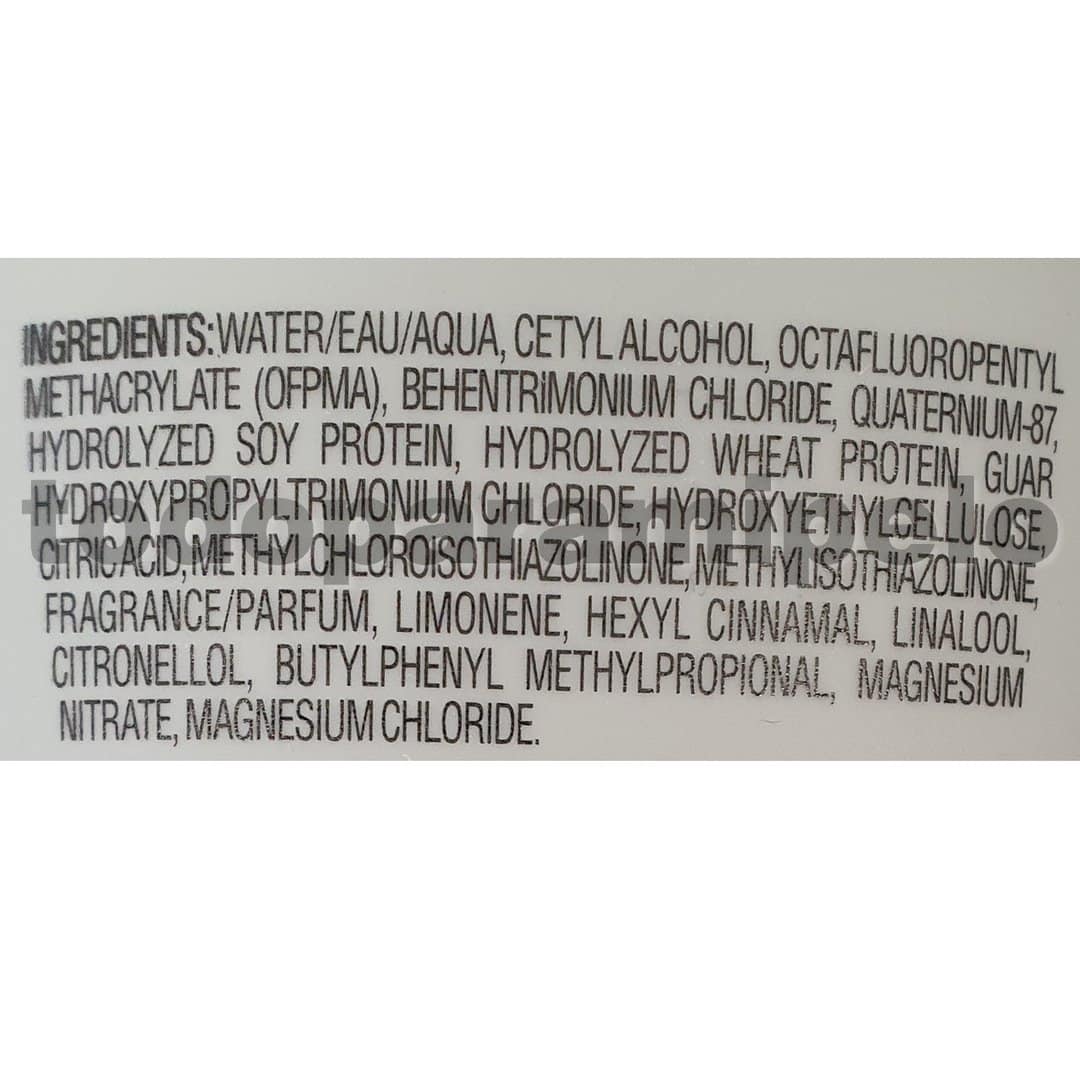 INGREDIENTS:WATER/EAU/AQUA, CETYL ALCOHOL, OCTAFLUOROPENTYL
METHACRYLATE (OFPMA), BEHENTRIMONIUM CHLORIDE, QUATERNIUM-87,
HYDROLYZED SOY PROTEIN, HYDROLYZED WHEAT PROTEIN, GUAR
HYDROXYPROPYLTRIMONIUM CHLORIDE, HYDROXYETHYLCELLULOSE,
todoparamipelo
CITRIC ACID, METHYLCHLOROISOTHIAZOLINONE, METHYLISOTHIAZOLINONE,
FRAGRANCE/PARFUM, LIMONENE, HEXYL CINNAMAL, LINALOOL,
CITRONELLOL, BUTYLPHENYL METHYLPROPIONAL, MAGNESIUM
NITRATE, MAGNESIUM CHLORIDE.